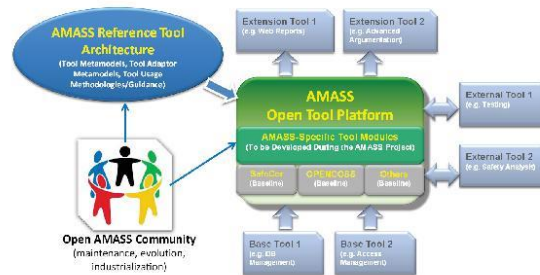 AMASS Reference Tool
Architecture
(Tool Metamodels, Tool Adaptor
Metamodels, Tool Usage
Methodologies/Guidance)
Extension Tool 1
(e.g. Web Reports)
Extension Tool 2
(e.g. Advanced
Argumentation)
AMASS
Open Tool Platform
AMASS-Specific Tool Modules
(To be Developed During the AMASS Project)
SafeCer
(Baseline)
OPENCOSS
(Baseline)
Others
(Baseline)
External Tool 1
(e.g. Testing)
External Tool 2
(e.g. Safety Analysis)
Open AMASS Community
(maintenance, evolution,
industrialization)
Base Tool 1
(e.g. DB
Management)
Base Tool 2
(e.g. Access
Management)